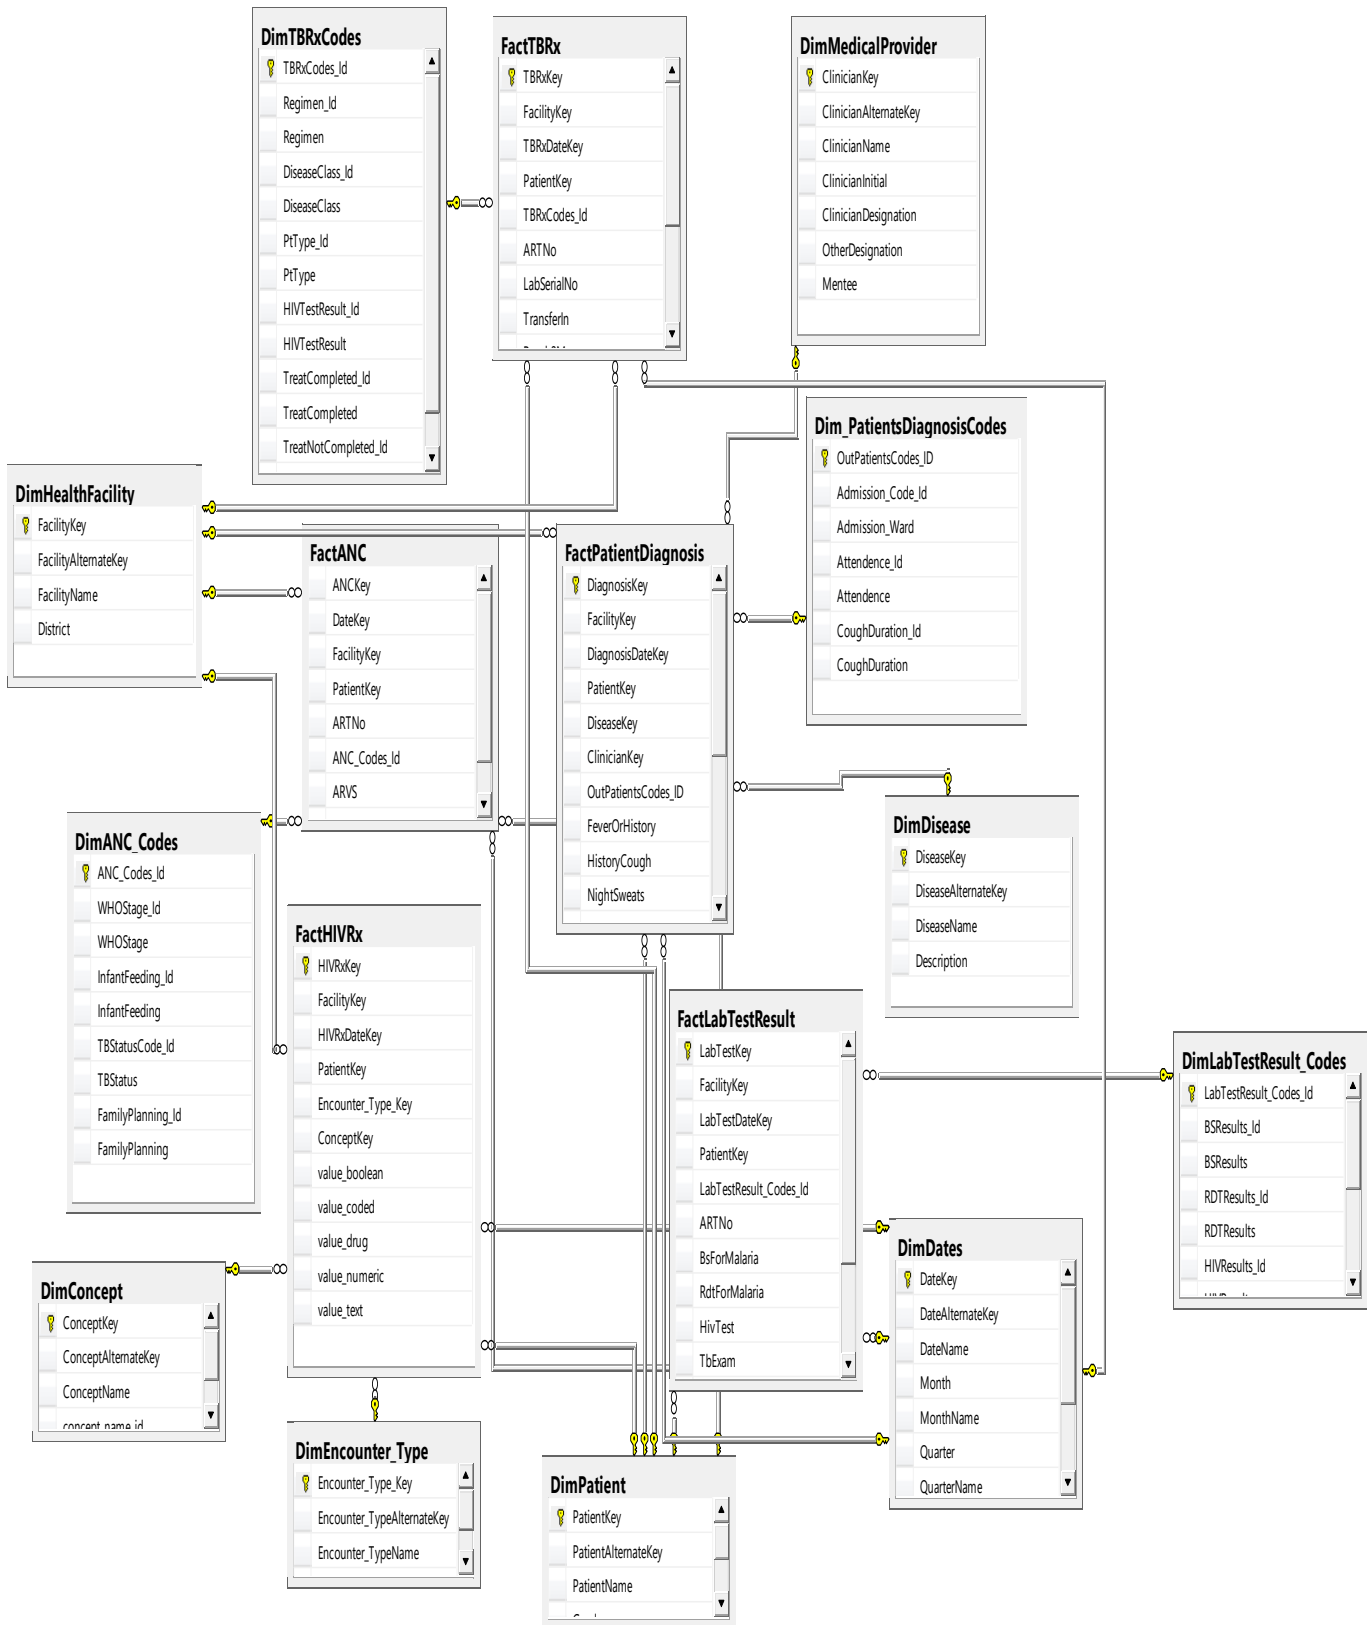 DimTBRxCodes
TBRxCodes_Id
Regimen_Id
Regimen
DiseaseClass_Id
DiseaseClass
PtType_Id
PtType
HIVTestResult_Id
HIVTestResult
TreatCompleted_Id
TreatCompleted
TreatNotCompleted_Id
FactTBRx
TBRxKey
FacilityKey
TBRxDateKey
PatientKey
TBRxCodes_Id
ARTNo
LabSerialNo
TransferIn
DimMedicalProvider
ClinicianKey
ClinicianAlternateKey
ClinicianName
ClinicianInitial
ClinicianDesignation
OtherDesignation
Mentee
Dim_PatientsDiagnosisCodes
OutPatientsCodes_ID
Admission_Code_Id
Admission_Ward
Attendence_Id
Attendence
CoughDuration_Id
CoughDuration
DimHealthFacility
FacilityKey
FacilityAlternateKey
FacilityName
District
FactANC
ANCKey
DateKey
FacilityKey
PatientKey
ARTNo
ANC_Codes_Id
ARVS
FactPatientDiagnosis
DiagnosisKey
FacilityKey
DiagnosisDateKey
PatientKey
DiseaseKey
ClinicianKey
OutPatientsCodes_ID
FeverOrHistory
HistoryCough
NightSweats
DimDisease
DiseaseKey
DiseaseAlternateKey
DiseaseName
Description
DimANC_Codes
ANC_Codes_Id
WHOStage_Id
WHOStage
InfantFeeding_Id
InfantFeeding
TBStatusCode_Id
TBStatus
FamilyPlanning_Id
FamilyPlanning
FactHIVRx
HIVRxKey
FacilityKey
HIVRxDateKey
PatientKey
Encounter_Type_Key
ConceptKey
value_boolean
value_coded
value_drug
value_numeric
value_text
FactLabTestResult
LabTestKey
FacilityKey
LabTestDateKey
PatientKey
LabTestResult_Codes_Id
ARTNo
BsForMalaria
RdtForMalaria
HivTest
TbExam
DimLabTestResult_Codes
LabTestResult_Codes_Id
BSResults_Id
BSResults
RDTResults_Id
RDTResults
HIVResults_Id
DimDates
DateKey
DateAlternateKey
DateName
Month
MonthName
Quarter
QuarterName
DimConcept
ConceptKey
ConceptAlternateKey
ConceptName
concept_name_id
DimEncounter_Type
Encounter_Type_Key
Encounter_TypeAlternateKey
Encounter_TypeName
DimPatient
PatientKey
PatientAlternateKey
PatientName